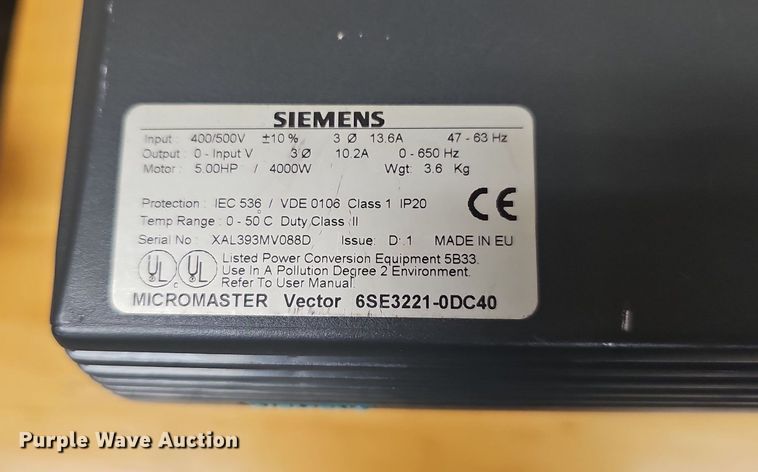 SIEMENS
Input : 400/500V ±10 % 3 Ø 13.6A 47 - 63 Hz
Output : 0 - Input V 3 Ø 10.2A 0 - 650 Hz
Motor : 5.00HP / 4000W Wgt: 3.6 Kg
Protection : IEC 536 / VDE 0106 Class 1 IP20
CE
Temp Range : 0 - 50°C Duty Class II
Serial No : XAL393MV088D Issue: D .1 MADE IN EU
UL c UL
Listed Power Conversion Equipment 5B33.
Use In A Pollution Degree 2 Environment.
Refer To User Manual.
MICROMASTER Vector 6SE3221-0DC40
Purple Wave Auction